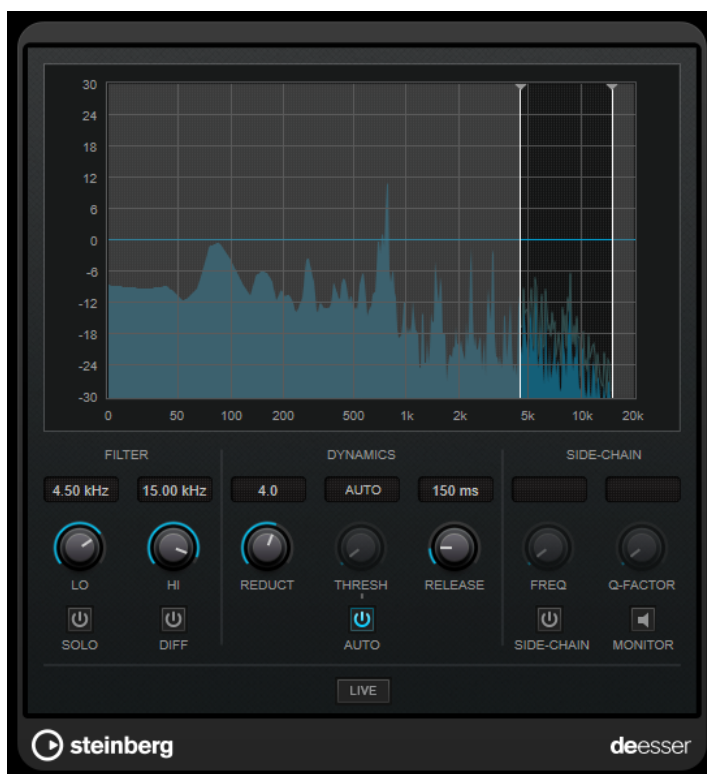 30
24
18
12
6
0
-6
-12
-18
-24
-30
0 50 100 200 500 1k 2k 5k 10k 20k
FILTER DYNAMICS SIDE-CHAIN
4.50 kHz 15.00 kHz 4.0 AUTO 150 ms
LO HI REDUCT THRESH RELEASE FREQ Q-FACTOR
SOLO DIFF AUTO SIDE-CHAIN MONITOR
LIVE
steinberg deesser